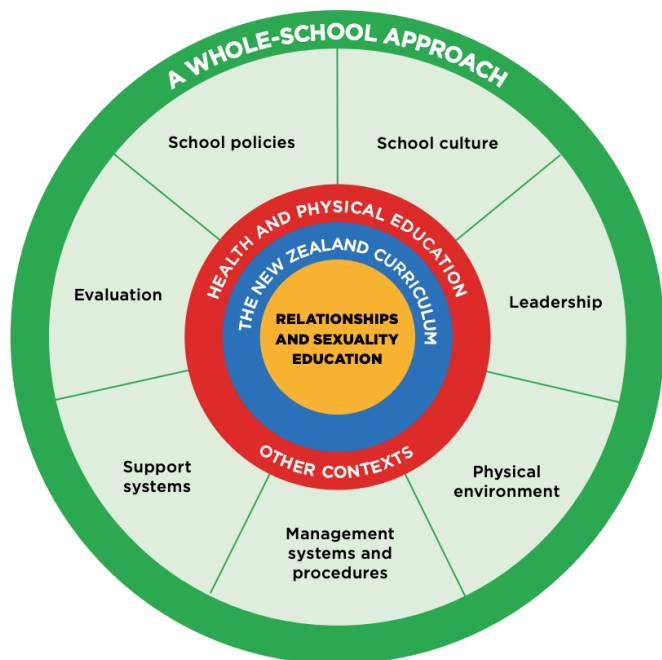 A WHOLE-SCHOOL APPROACH
School policies
School culture
Evaluation
Leadership
Support
systems
Physical
environment
Management
systems and
procedures
HEALTH AND PHYSICAL EDUCATION
THE NEW ZEALAND CURRICULUM
RELATIONSHIPS
AND SEXUALITY
EDUCATION
OTHER CONTEXTS